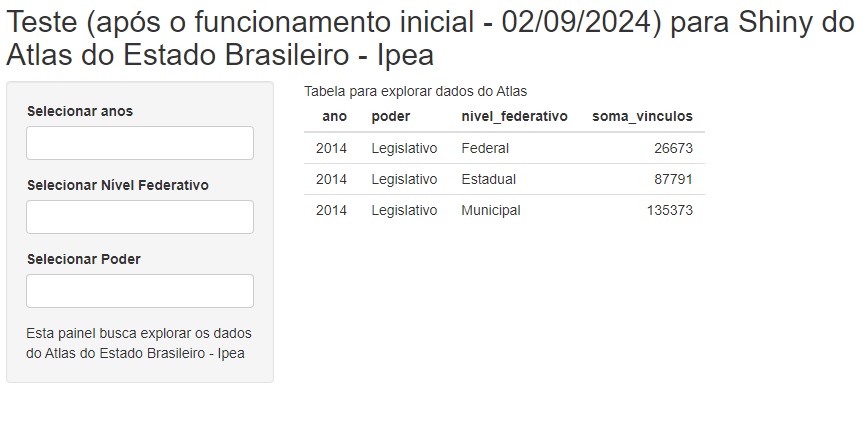 Teste (após o funcionamento inicial - 02/09/2024) para Shiny do
Atlas do Estado Brasileiro - Ipea
Selecionar anos
Selecionar Nível Federativo
Selecionar Poder
Esta painel busca explorar os dados
do Atlas do Estado Brasileiro - Ipea
Tabela para explorar dados do Atlas
ano poder nivel_federativo soma_vinculos
2014 Legislativo Federal 26673
2014 Legislativo Estadual 87791
2014 Legislativo Municipal 135373